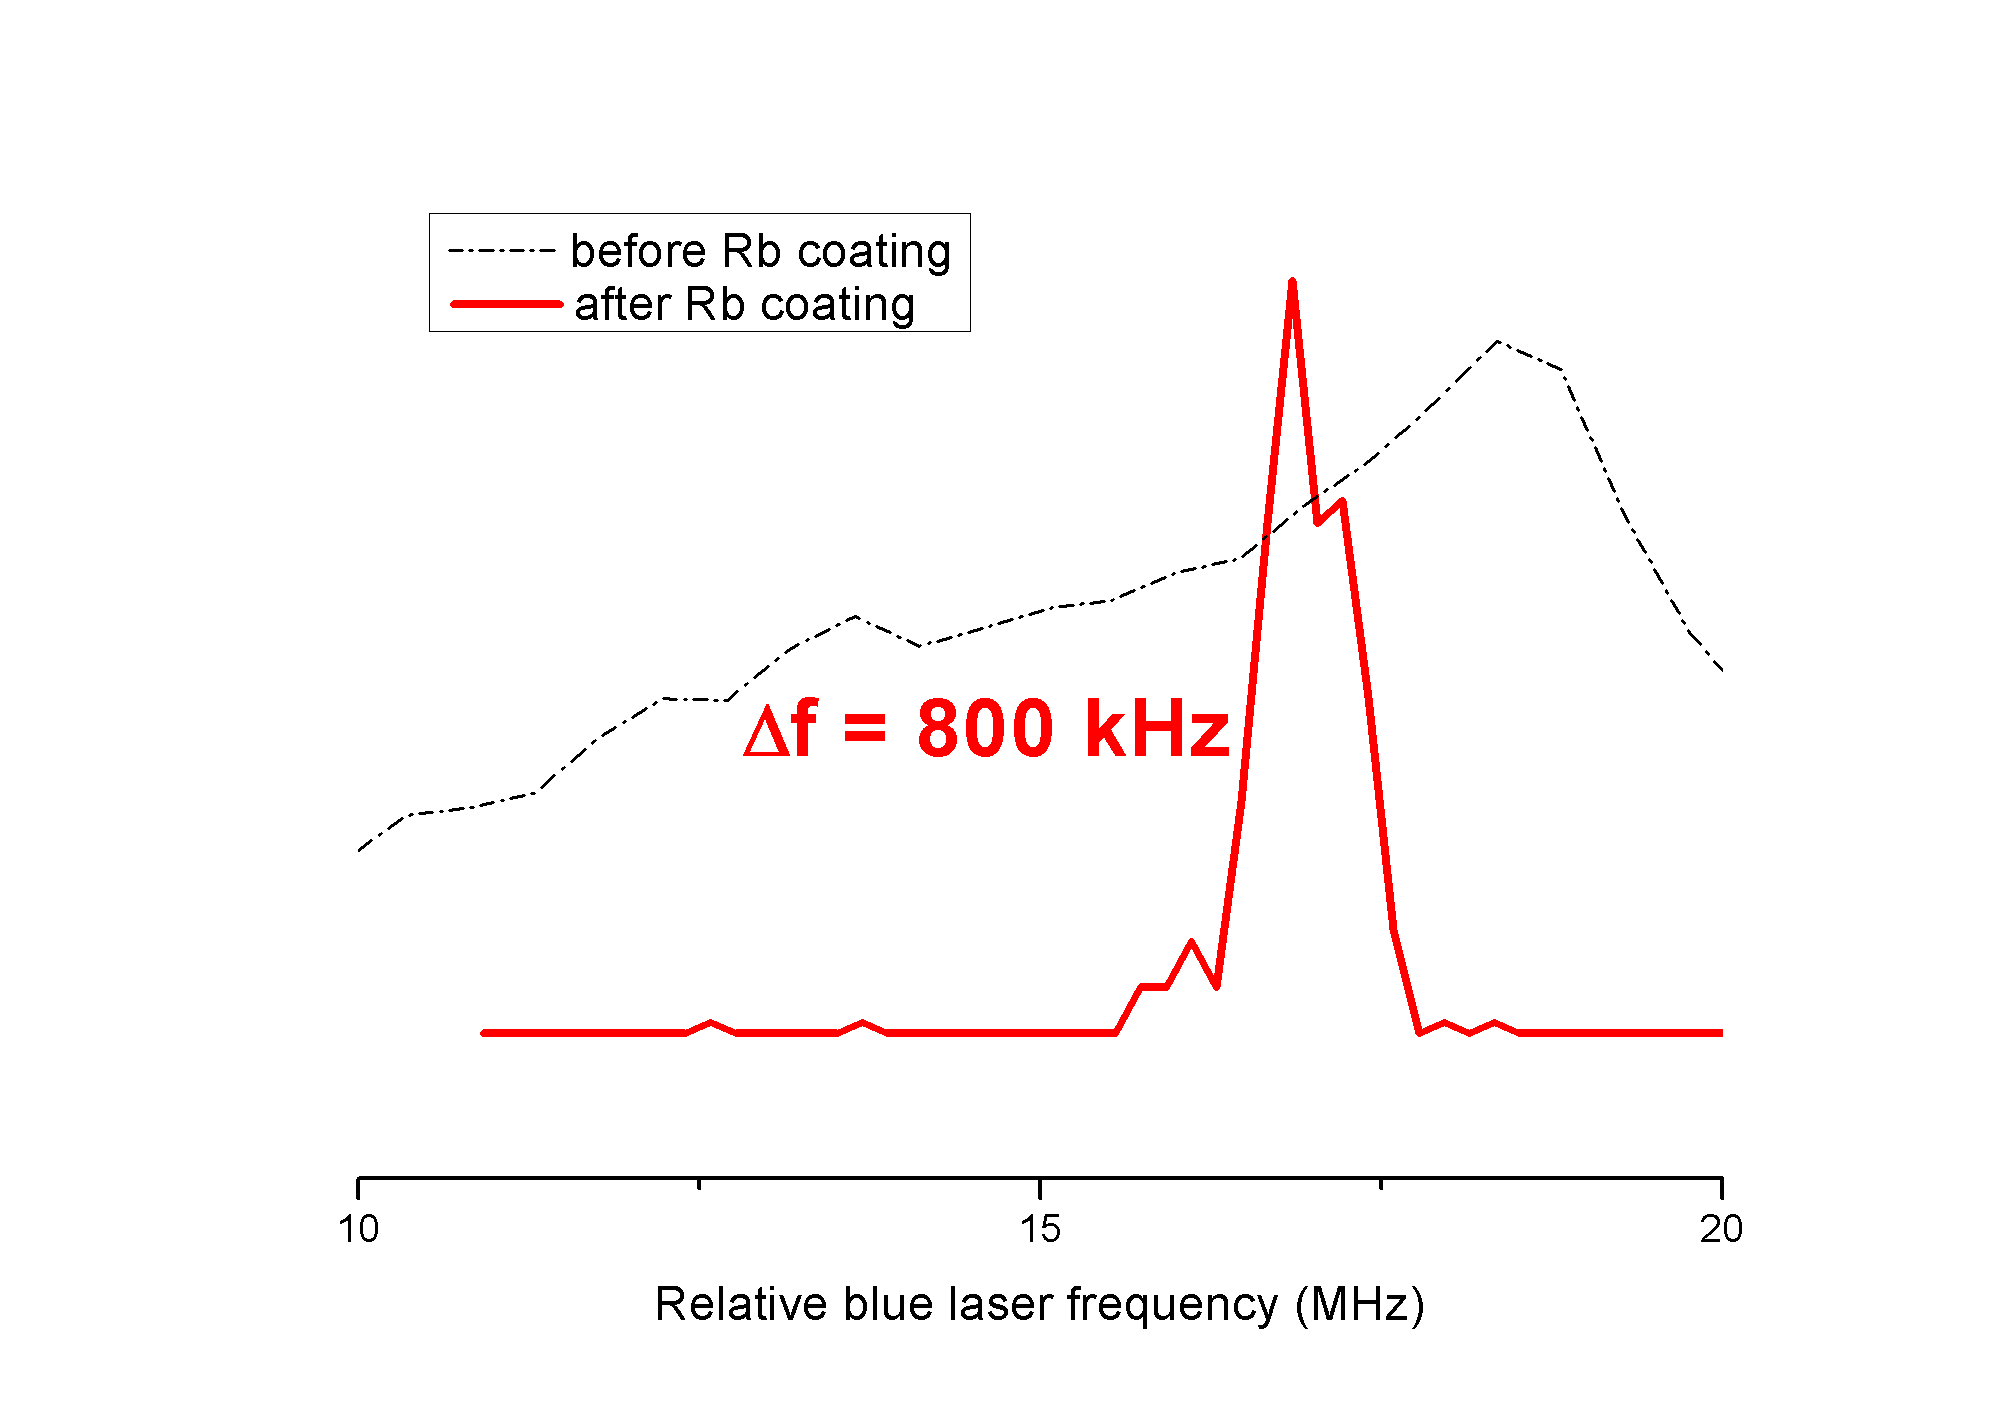 before Rb coating
after Rb coating
Δf = 800 kHz
10 15 20
Relative blue laser frequency (MHz)